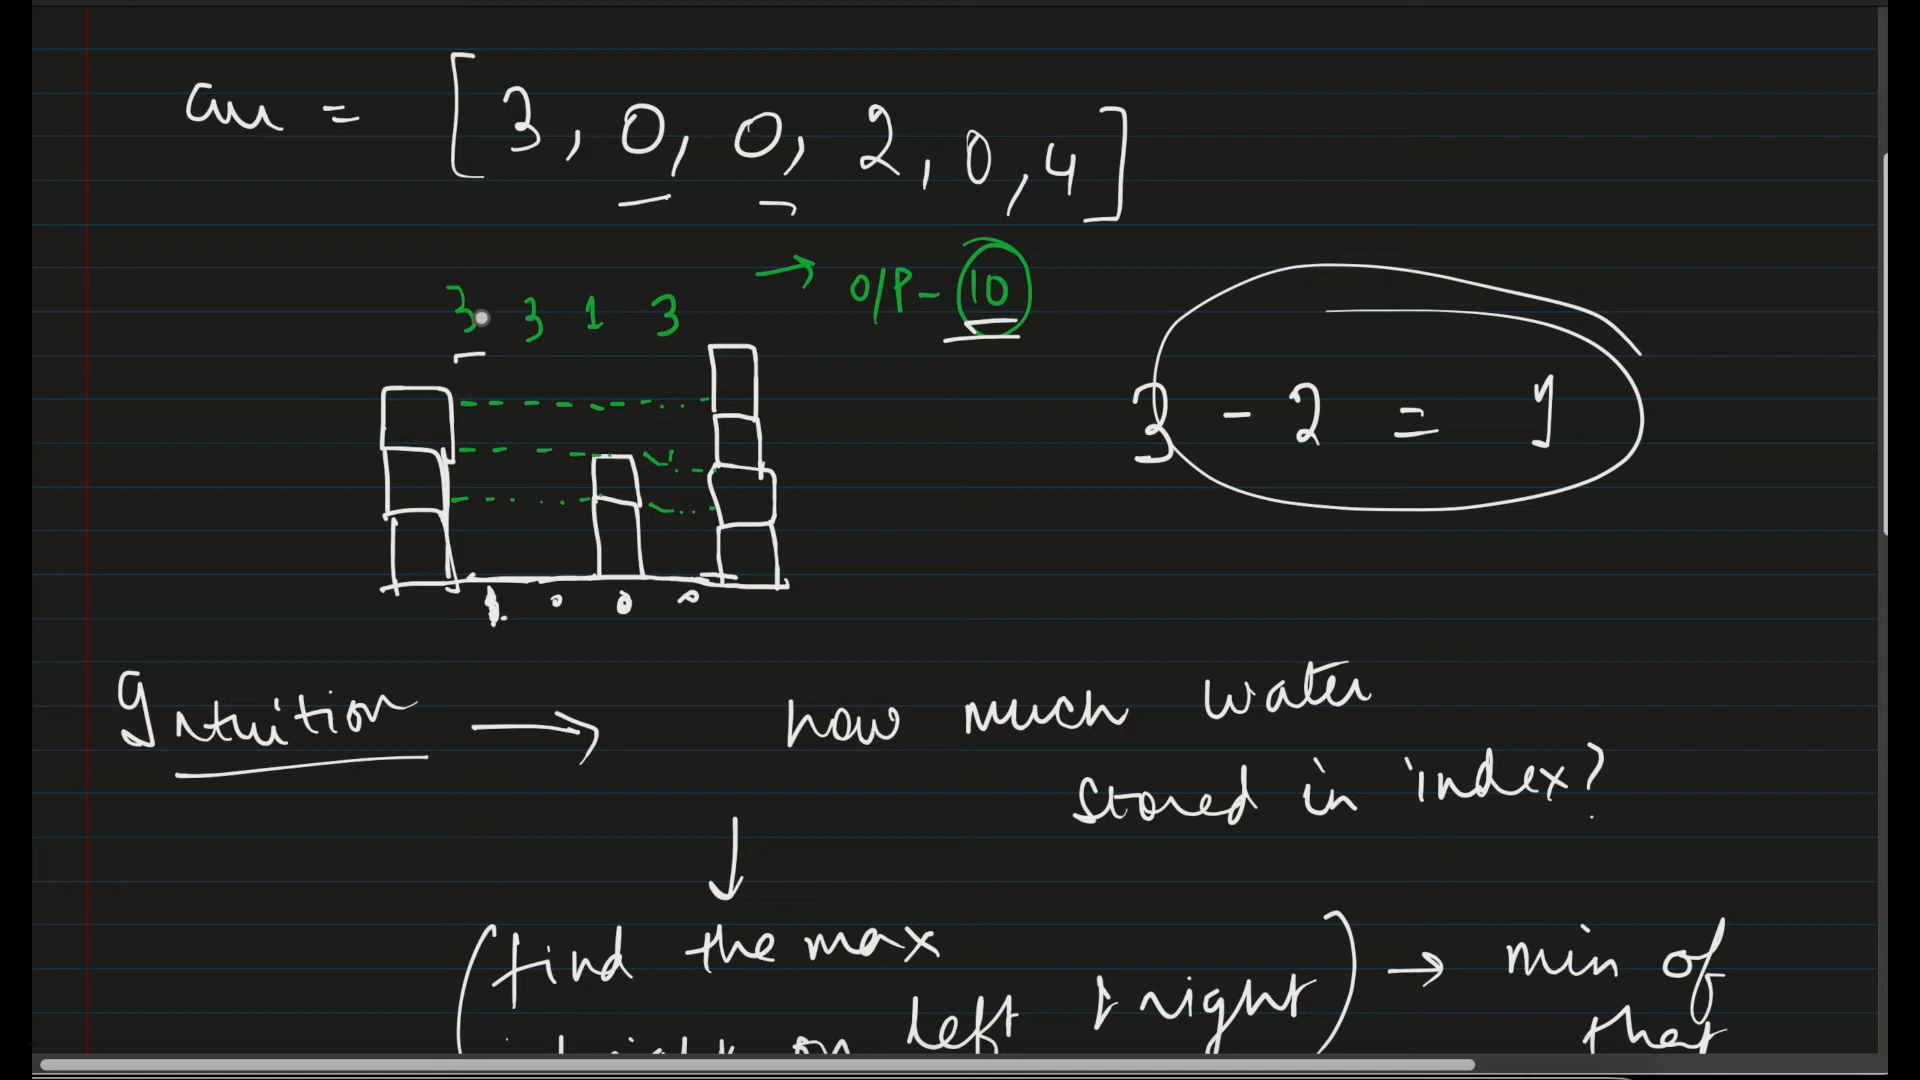 arr = [3, 0, 0, 2, 0, 4]
→ O/P - 10
3 3 1 3
3 - 2 = 1
Intuition → how much water
stored in index?
(find the max → min of
left & right) that
on